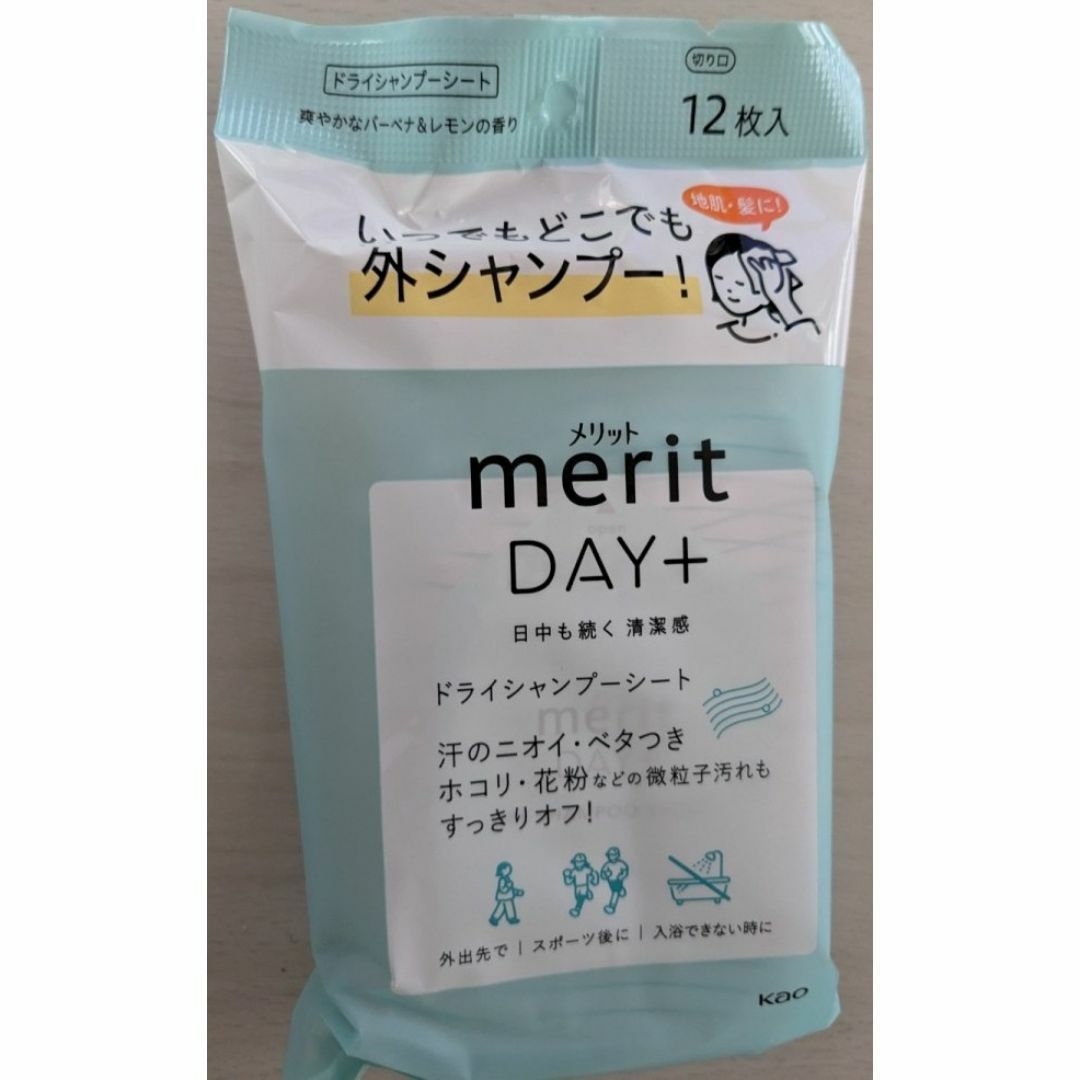 ドライシャンプーシート
爽やかなバーベナ&レモンの香り
切り口
12枚入
地肌・髪に!
いつでもどこでも
外シャンプー!
メリット
merit
DAY+
日中も続く 清潔感
ドライシャンプーシート
汗のニオイ・ベタつき
ホコリ・花粉などの微粒子汚れも
すっきりオフ!
外出先で | スポーツ後に | 入浴できない時に
Kao
open
merit
DAY